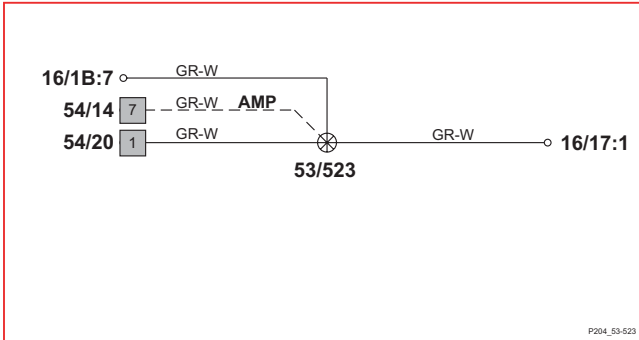 16/1B:7 GR-W
54/14 7 GR-W AMP
54/20 1 GR-W GR-W 16/17:1
53/523
P204_53-523